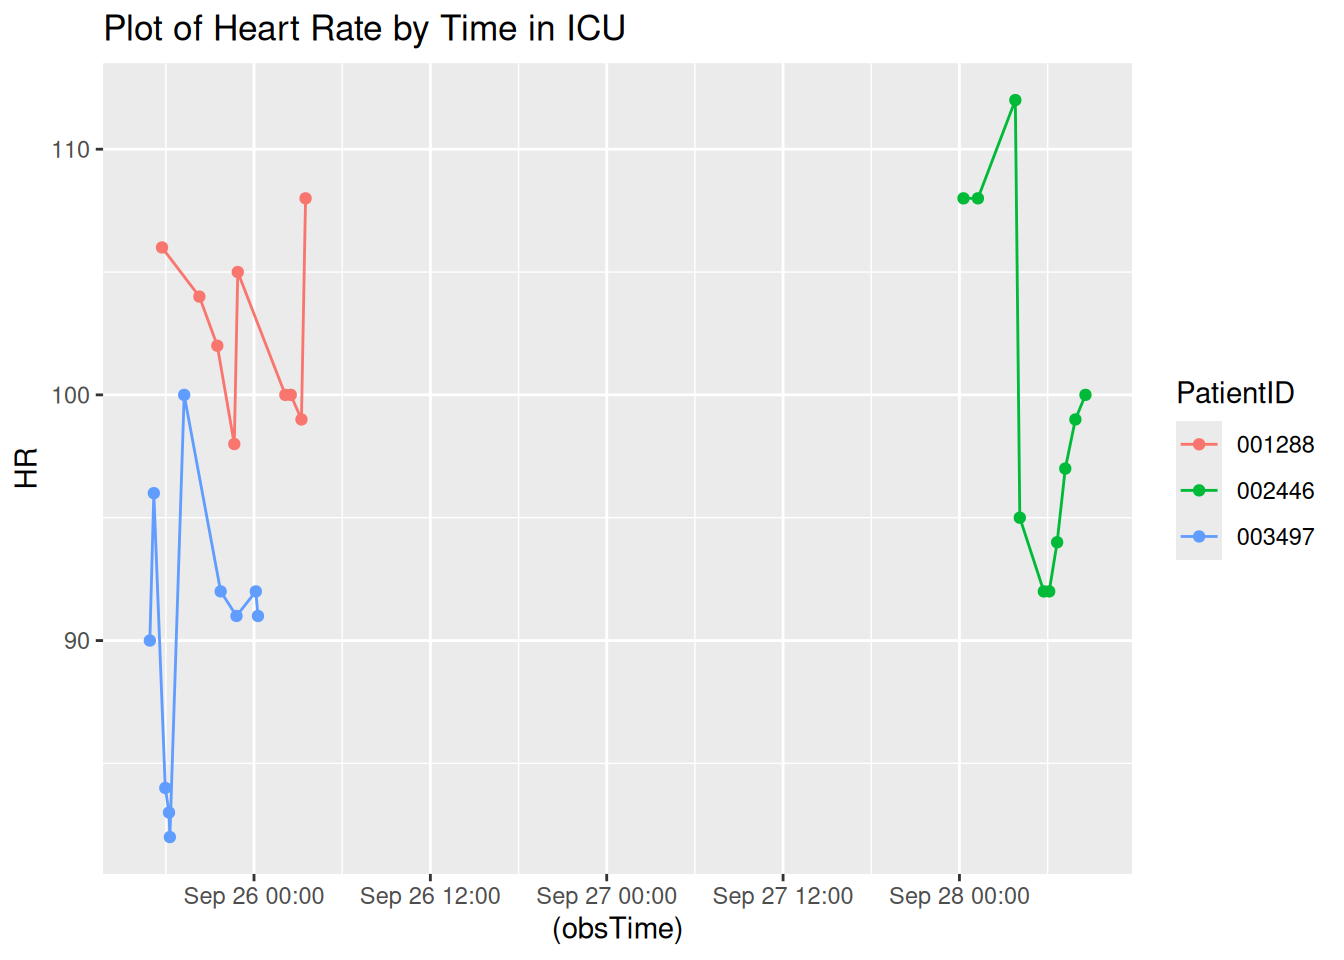 Plot of Heart Rate by Time in ICU
110
100
90
HR
Sep 26 00:00
Sep 26 12:00
Sep 27 00:00
Sep 27 12:00
Sep 28 00:00
(obsTime)
PatientID
001288
002446
003497